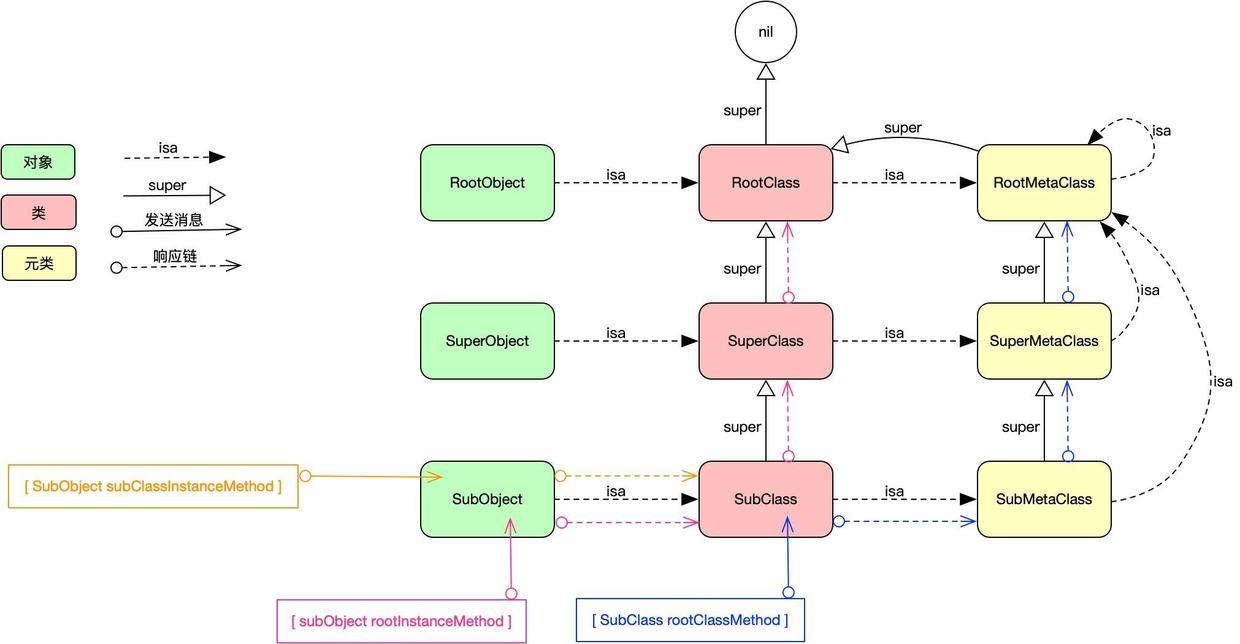 nil
super
super
isa
isa
对象
super
RootObject
isa
RootClass
isa
RootMetaClass
类
发送消息
元类
响应链
super
super
isa
SuperObject
isa
SuperClass
isa
SuperMetaClass
isa
super
super
[ SubObject subClassInstanceMethod ]
SubObject
isa
SubClass
isa
SubMetaClass
[ subObject rootInstanceMethod ]
[ SubClass rootClassMethod ]